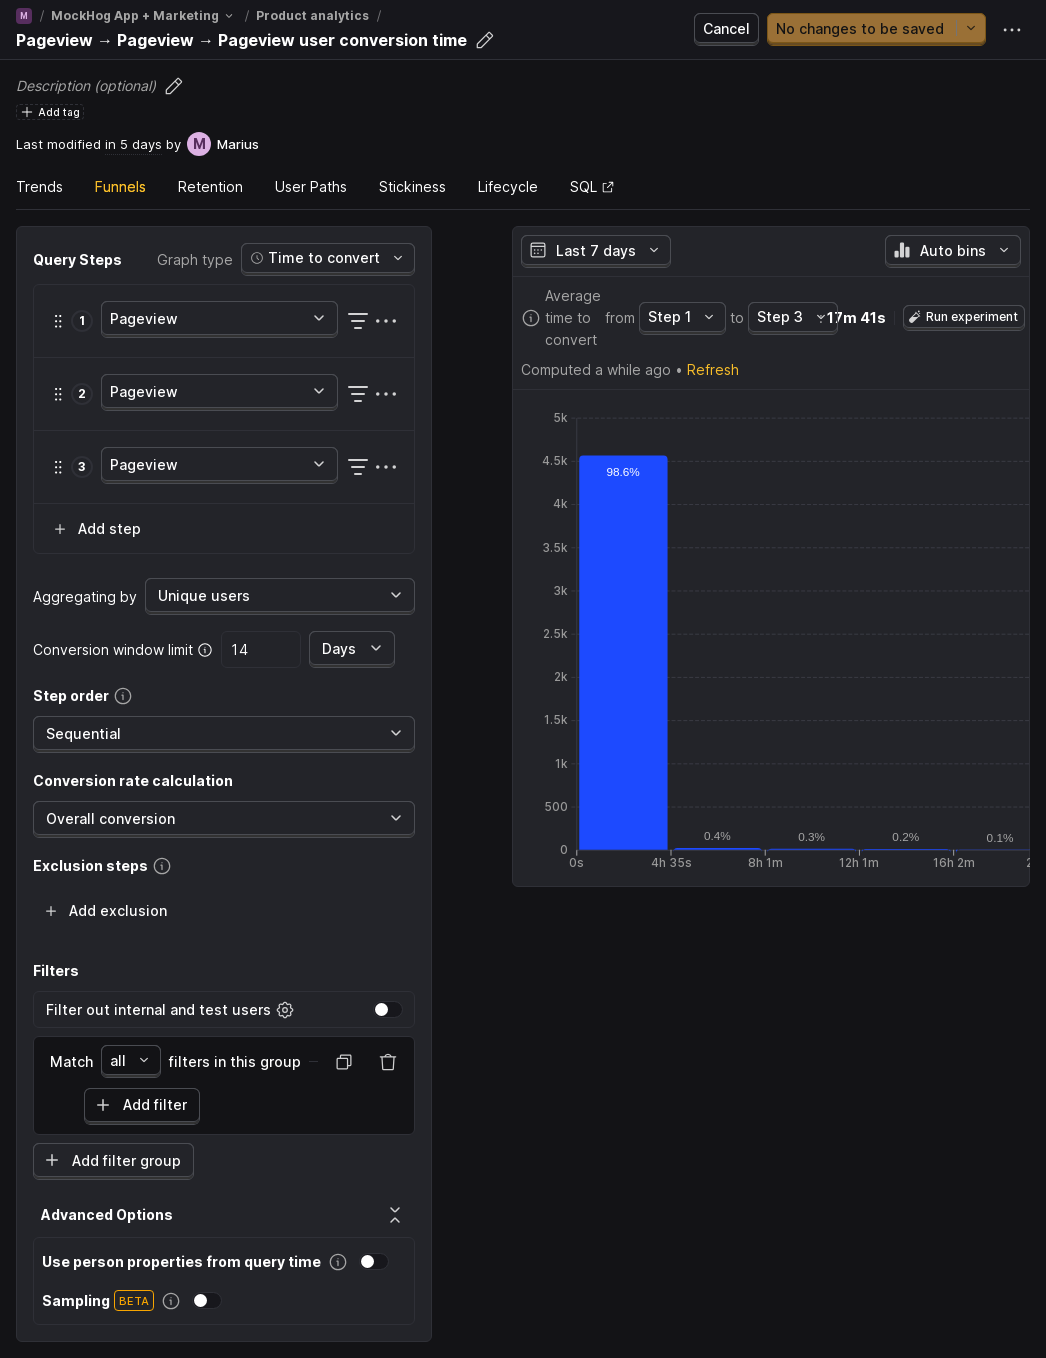 M / MockHog App + Marketing / Product analytics /
Pageview → Pageview → Pageview user conversion time
Cancel
No changes to be saved
Description (optional)
Add tag
Last modified in 5 days by M Marius
Trends Funnels Retention User Paths Stickiness Lifecycle SQL
Query Steps Graph type Time to convert
1 Pageview
2 Pageview
3 Pageview
Add step
Aggregating by Unique users
Conversion window limit 14 Days
Step order
Sequential
Conversion rate calculation
Overall conversion
Exclusion steps
Add exclusion
Filters
Filter out internal and test users
Match all filters in this group
Add filter
Add filter group
Advanced Options
Use person properties from query time
Sampling BETA
Last 7 days Auto bins
Average time to convert from Step 1 to Step 3 17m 41s Run experiment
Computed a while ago • Refresh
5k
4.5k
98.6%
4k
3.5k
3k
2.5k
2k
1.5k
1k
500
0.4% 0.3% 0.2% 0.1%
0
0s 4h 35s 8h 1m 12h 1m 16h 2m